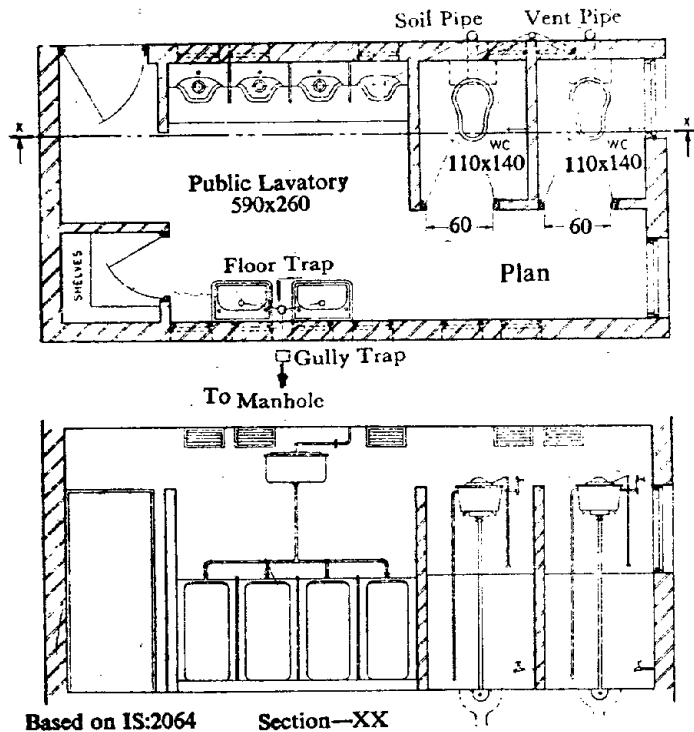 Soil Pipe Vent Pipe
x x
WC WC
110x140 110x140
Public Lavatory
590x260
60 60
SHELVES
Floor Trap
Plan
Gully Trap
To Manhole
Based on IS:2064 Section—XX